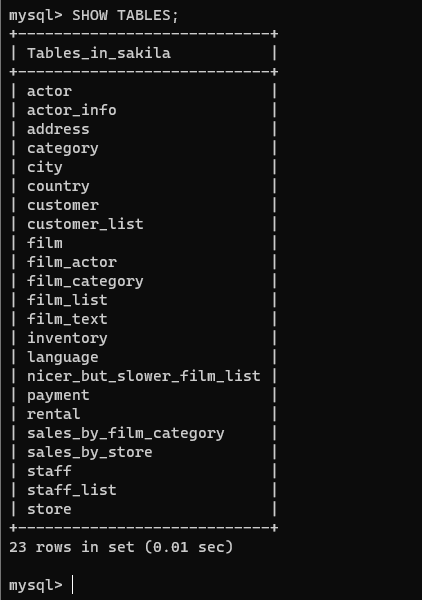 mysql> SHOW TABLES;
+----------------------------+
| Tables_in_sakila           |
+----------------------------+
| actor                      |
| actor_info                 |
| address                    |
| category                   |
| city                       |
| country                    |
| customer                   |
| customer_list              |
| film                       |
| film_actor                 |
| film_category              |
| film_list                  |
| film_text                  |
| inventory                  |
| language                   |
| nicer_but_slower_film_list |
| payment                    |
| rental                     |
| sales_by_film_category     |
| sales_by_store             |
| staff                      |
| staff_list                 |
| store                      |
+----------------------------+
23 rows in set (0.01 sec)
mysql>